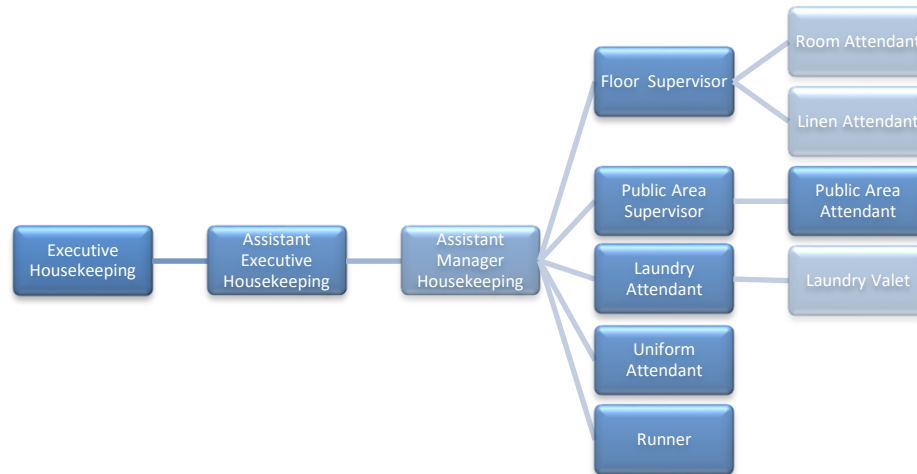 Executive
Housekeeping
Assistant
Executive
Housekeeping
Assistant
Manager
Housekeeping
Floor Supervisor
Room Attendant
Linen Attendant
Public Area
Supervisor
Public Area
Attendant
Laundry
Attendant
Laundry Valet
Uniform
Attendant
Runner